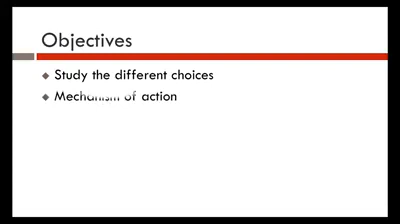 Objectives
Study the different choices
Mechanism of action